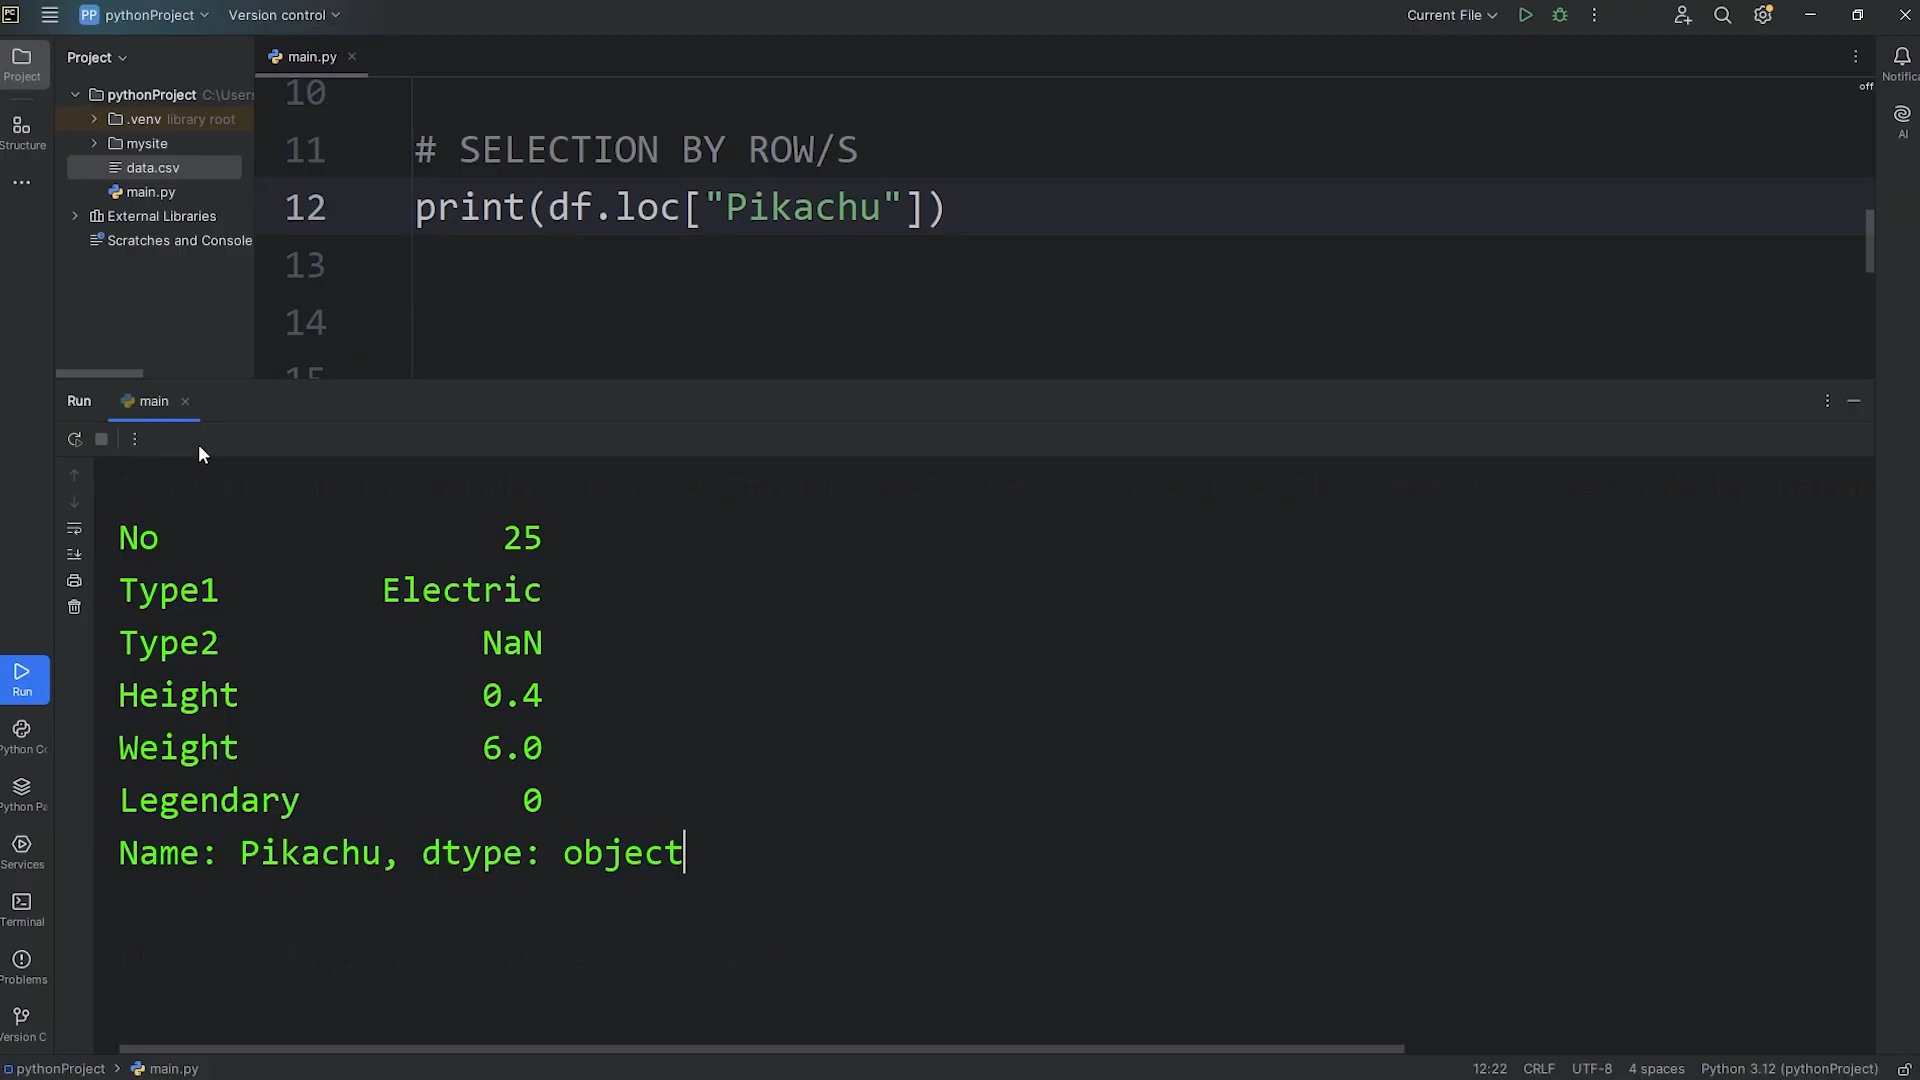 PC
PP pythonProject
Version control
Current File
Project
Project
main.py
Notifica
off
AI
pythonProject C:\Users
.venv library root
mysite
data.csv
main.py
External Libraries
Scratches and Console
Structure
10
11 # SELECTION BY ROW/S
12 print(df.loc["Pikachu"])
13
14
15
Run
main
No 25
Type1 Electric
Type2 NaN
Height 0.4
Weight 6.0
Legendary 0
Name: Pikachu, dtype: object
Run
Python Co
Python Pa
Services
Terminal
Problems
Version C
pythonProject > main.py
12:22
CRLF
UTF-8
4 spaces
Python 3.12 (pythonProject)